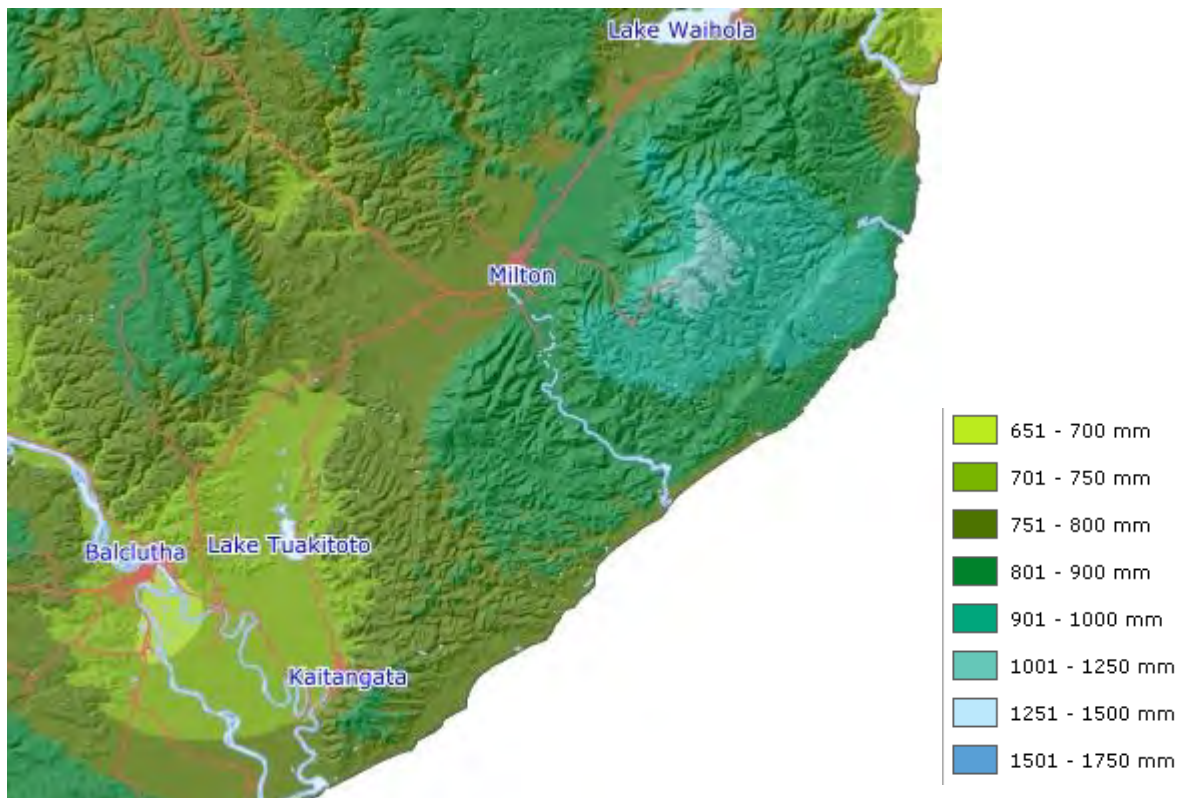 Lake Waihola
Milton
Balclutha
Lake Tuakitoto
Kaitangata
651 - 700 mm
701 - 750 mm
751 - 800 mm
801 - 900 mm
901 - 1000 mm
1001 - 1250 mm
1251 - 1500 mm
1501 - 1750 mm